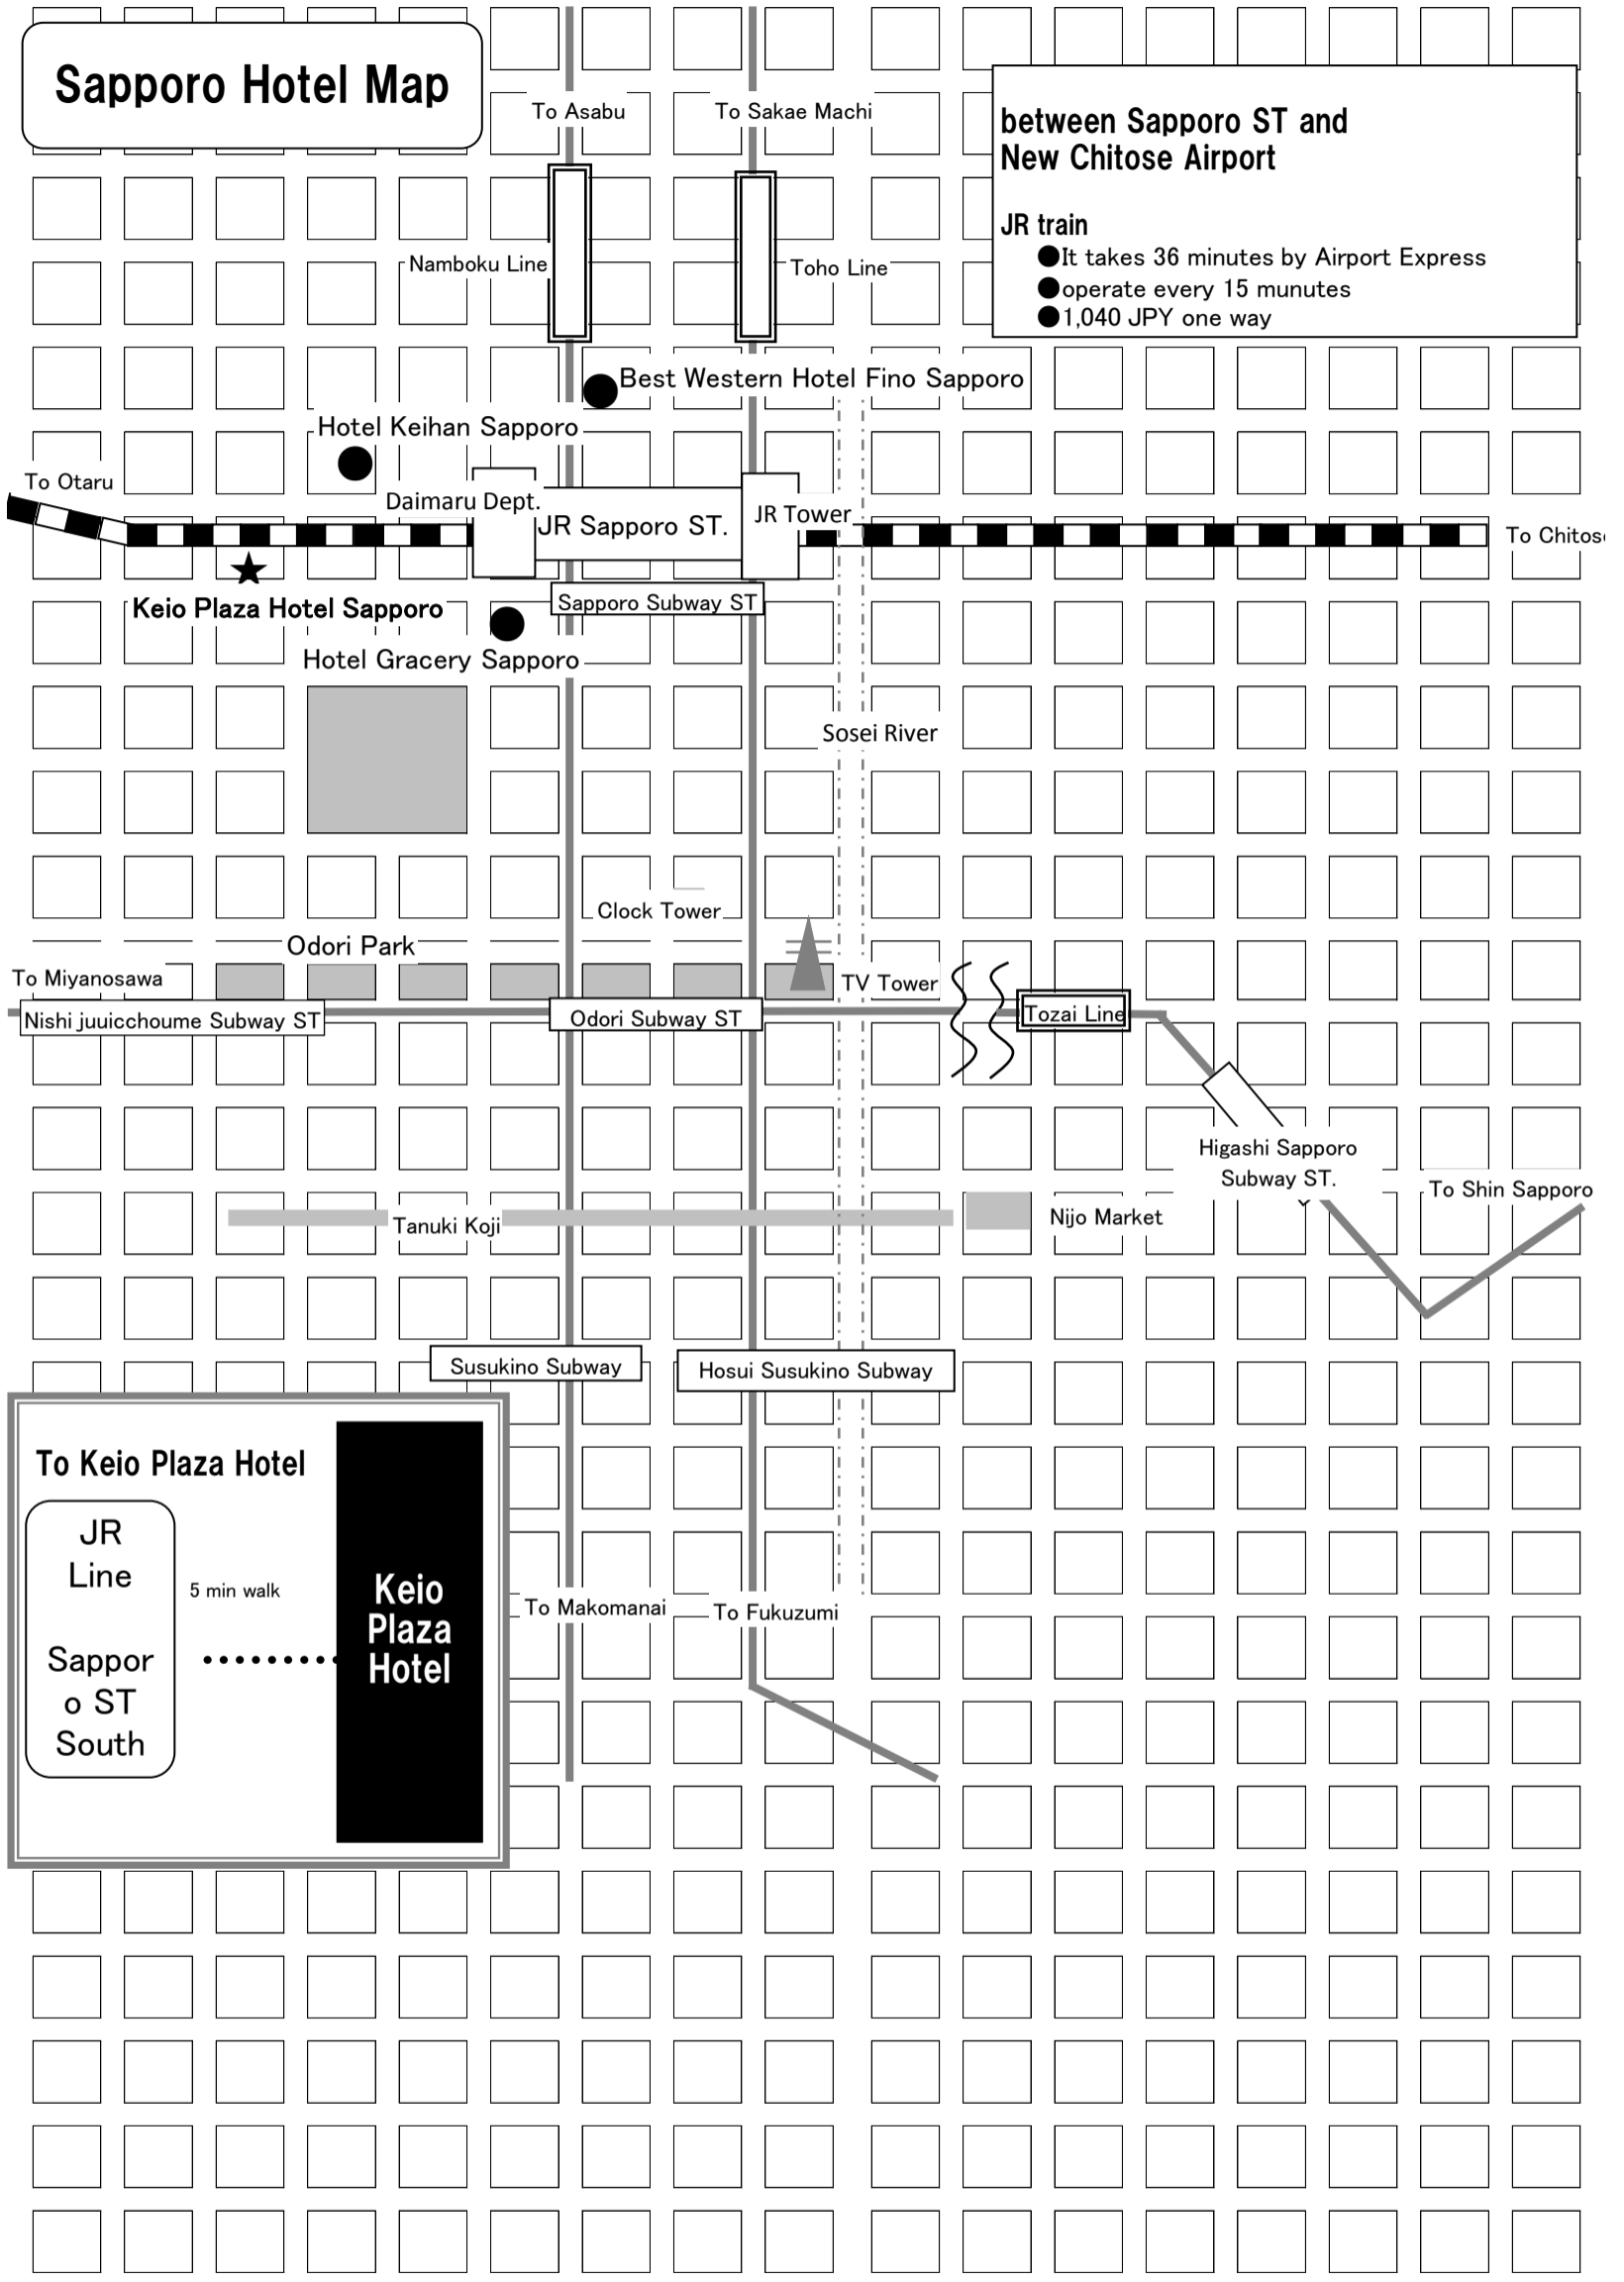 Sapporo Hotel Map
To Asabu
To Sakae Machi
between Sapporo ST and
New Chitose Airport
JR train
●It takes 36 minutes by Airport Express
●operate every 15 munutes
●1,040 JPY one way
Namboku Line
Toho Line
Best Western Hotel Fino Sapporo
Hotel Keihan Sapporo
To Otaru
Daimaru Dept.
JR Sapporo ST.
JR Tower
To Chitos
Sapporo Subway ST
Keio Plaza Hotel Sapporo
Hotel Gracery Sapporo
Sosei River
Clock Tower
Odori Park
To Miyanosawa
TV Tower
Nishi juuicchoume Subway ST
Odori Subway ST
Tozai Line
Higashi Sapporo
Subway ST.
To Shin Sapporo
Tanuki Koji
Nijo Market
Susukino Subway
Hosui Susukino Subway
To Keio Plaza Hotel
JR
Line
Sappor
o ST
South
5 min walk
Keio
Plaza
Hotel
To Makomanai
To Fukuzumi